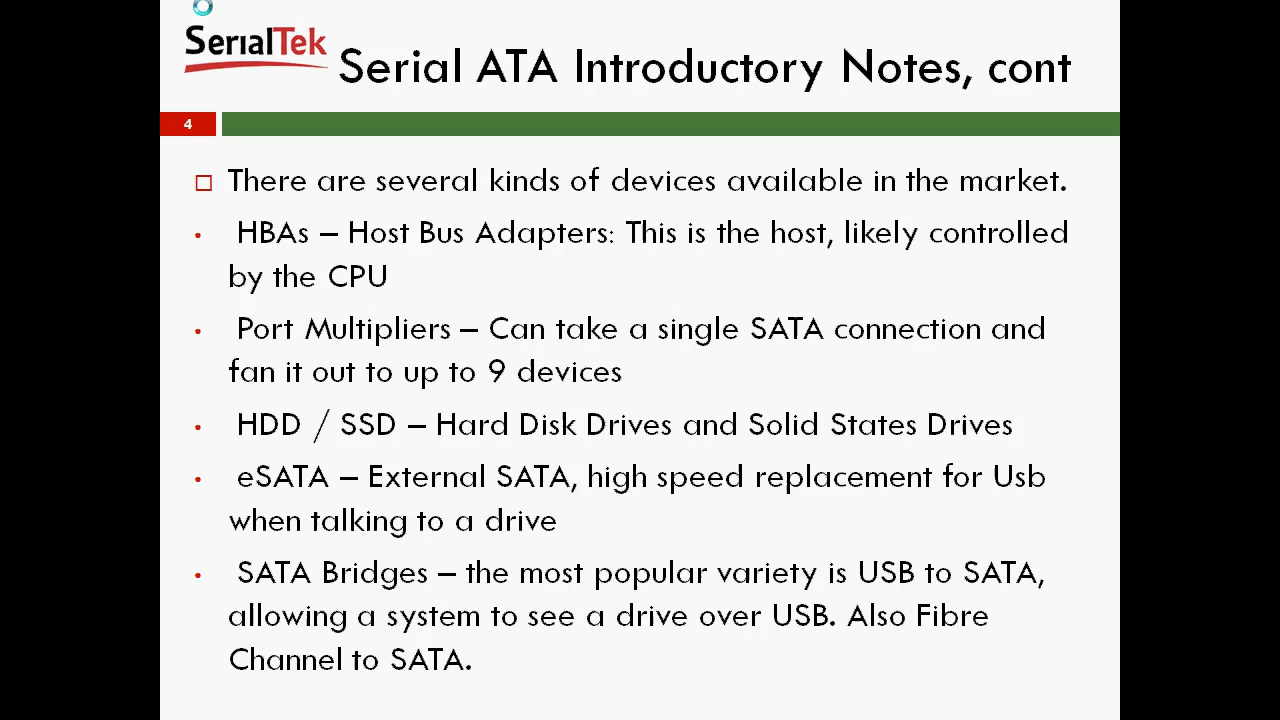 SerialTek
Serial ATA Introductory Notes, cont
4
There are several kinds of devices available in the market.
HBAs – Host Bus Adapters: This is the host, likely controlled
by the CPU
Port Multipliers – Can take a single SATA connection and
fan it out to up to 9 devices
HDD / SSD – Hard Disk Drives and Solid States Drives
eSATA – External SATA, high speed replacement for Usb
when talking to a drive
SATA Bridges – the most popular variety is USB to SATA,
allowing a system to see a drive over USB. Also Fibre
Channel to SATA.